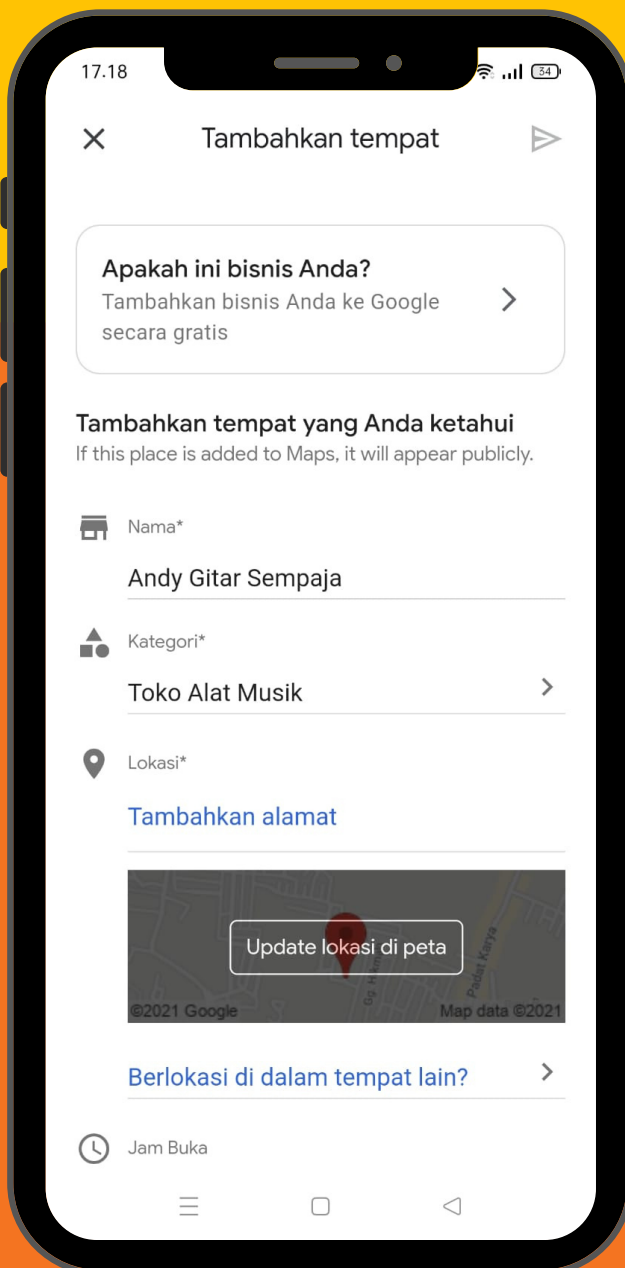 17.18
34
Tambahkan tempat
Apakah ini bisnis Anda?
Tambahkan bisnis Anda ke Google
secara gratis
Tambahkan tempat yang Anda ketahui
If this place is added to Maps, it will appear publicly.
Nama*
Andy Gitar Sempaja
Kategori*
Toko Alat Musik
Lokasi*
Tambahkan alamat
Update lokasi di peta
Padat Karya
©2021 Google
Map data ©2021
Berlokasi di dalam tempat lain?
Jam Buka